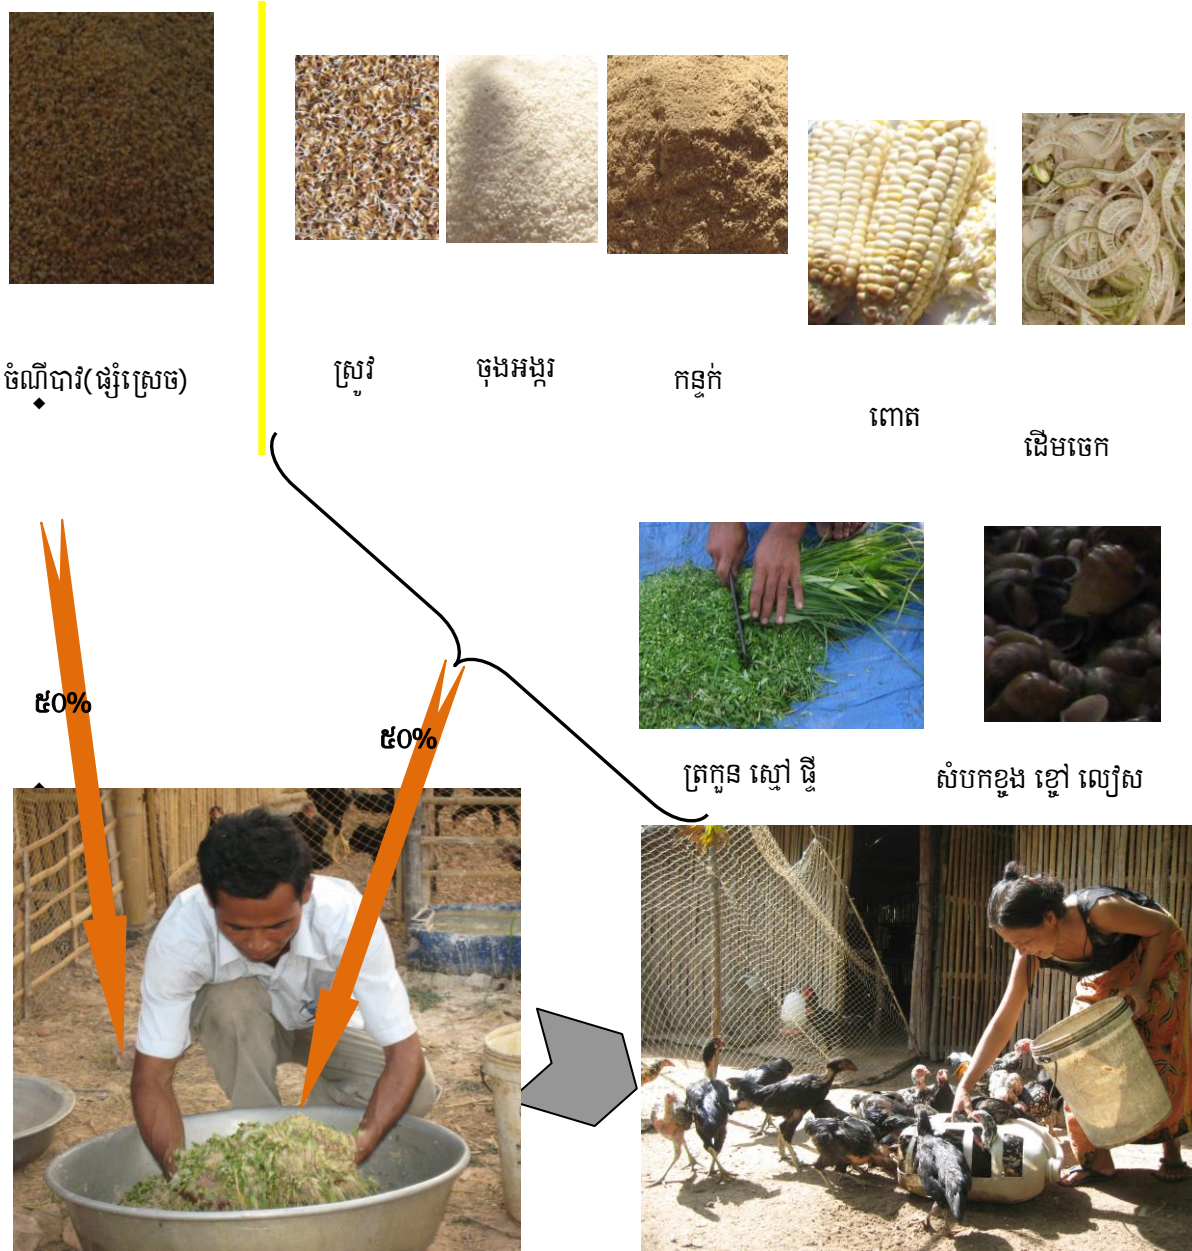 ចំណីបាវ(ផ្សំស្រេច)
ស្រូវ
ចុងអង្ករ
កន្ទក់
ពោត
ដើមចេក
៥0%
៥0%
ត្រកួន ស្មៅ ផ្ទី
សំបកខ្ចង ខ្ចៅ លៀស